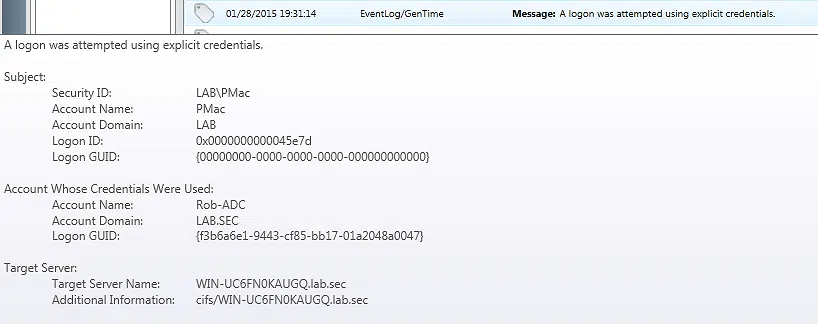 01/28/2015 19:31:14 EventLog/GenTime Message: A logon was attempted using explicit credentials.
A logon was attempted using explicit credentials.
Subject:
Security ID: LAB\PMac
Account Name: PMac
Account Domain: LAB
Logon ID: 0x0000000000045e7d
Logon GUID: {00000000-0000-0000-0000-000000000000}
Account Whose Credentials Were Used:
Account Name: Rob-ADC
Account Domain: LAB.SEC
Logon GUID: {f3b6a6e1-9443-cf85-bb17-01a2048a0047}
Target Server:
Target Server Name: WIN-UC6FN0KAUGQ.lab.sec
Additional Information: cifs/WIN-UC6FN0KAUGQ.lab.sec